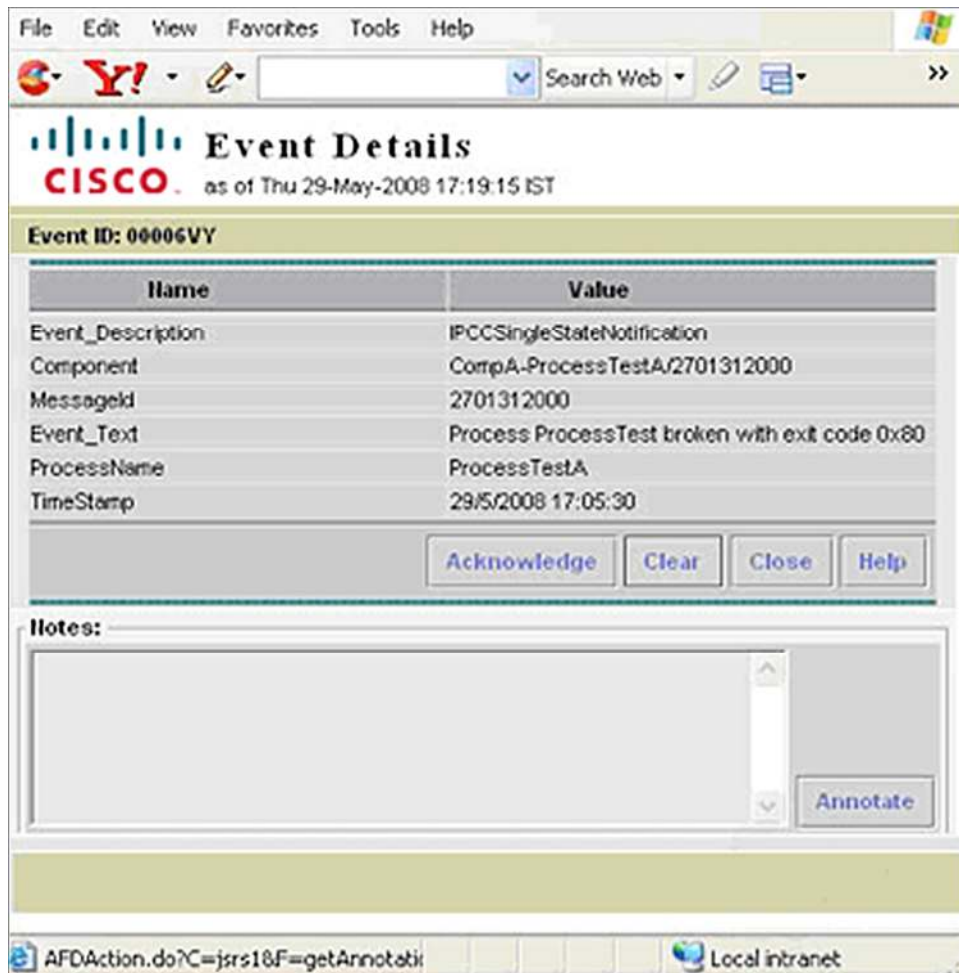 File Edit View Favorites Tools Help
Y! Search Web »
CISCO. Event Details
as of Thu 29-May-2008 17:19:15 IST
Event ID: 00006VY
Name Value
Event_Description IPCCSingleStateNotification
Component CompA-ProcessTestA/2701312000
MessageId 2701312000
Event_Text Process ProcessTest broken with exit code 0x80
ProcessName ProcessTestA
TimeStamp 29/5/2008 17:05:30
Acknowledge Clear Close Help
Notes:
Annotate
AFDAction.do?C=jsrs1&F=getAnnotati Local intranet